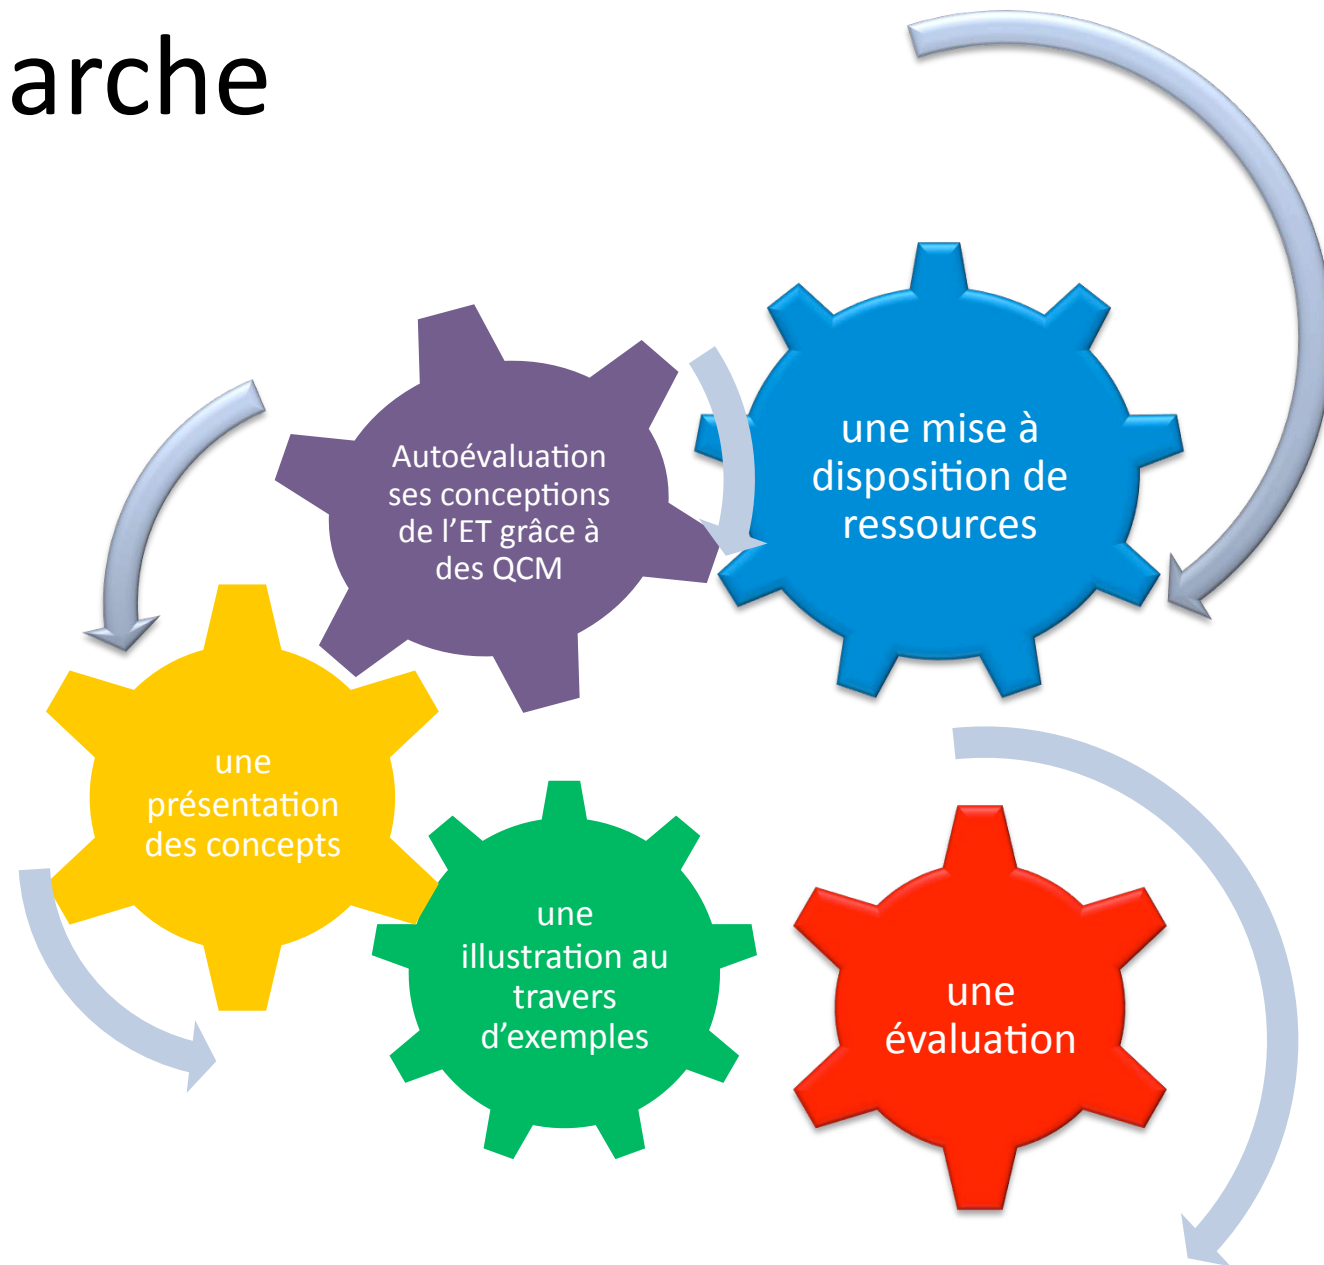 arche
Autoévaluation
ses conceptions
de l’ET grâce à
des QCM
une mise à
disposition de
ressources
une
présentation
des concepts
une
illustration au
travers
d’exemples
une
évaluation